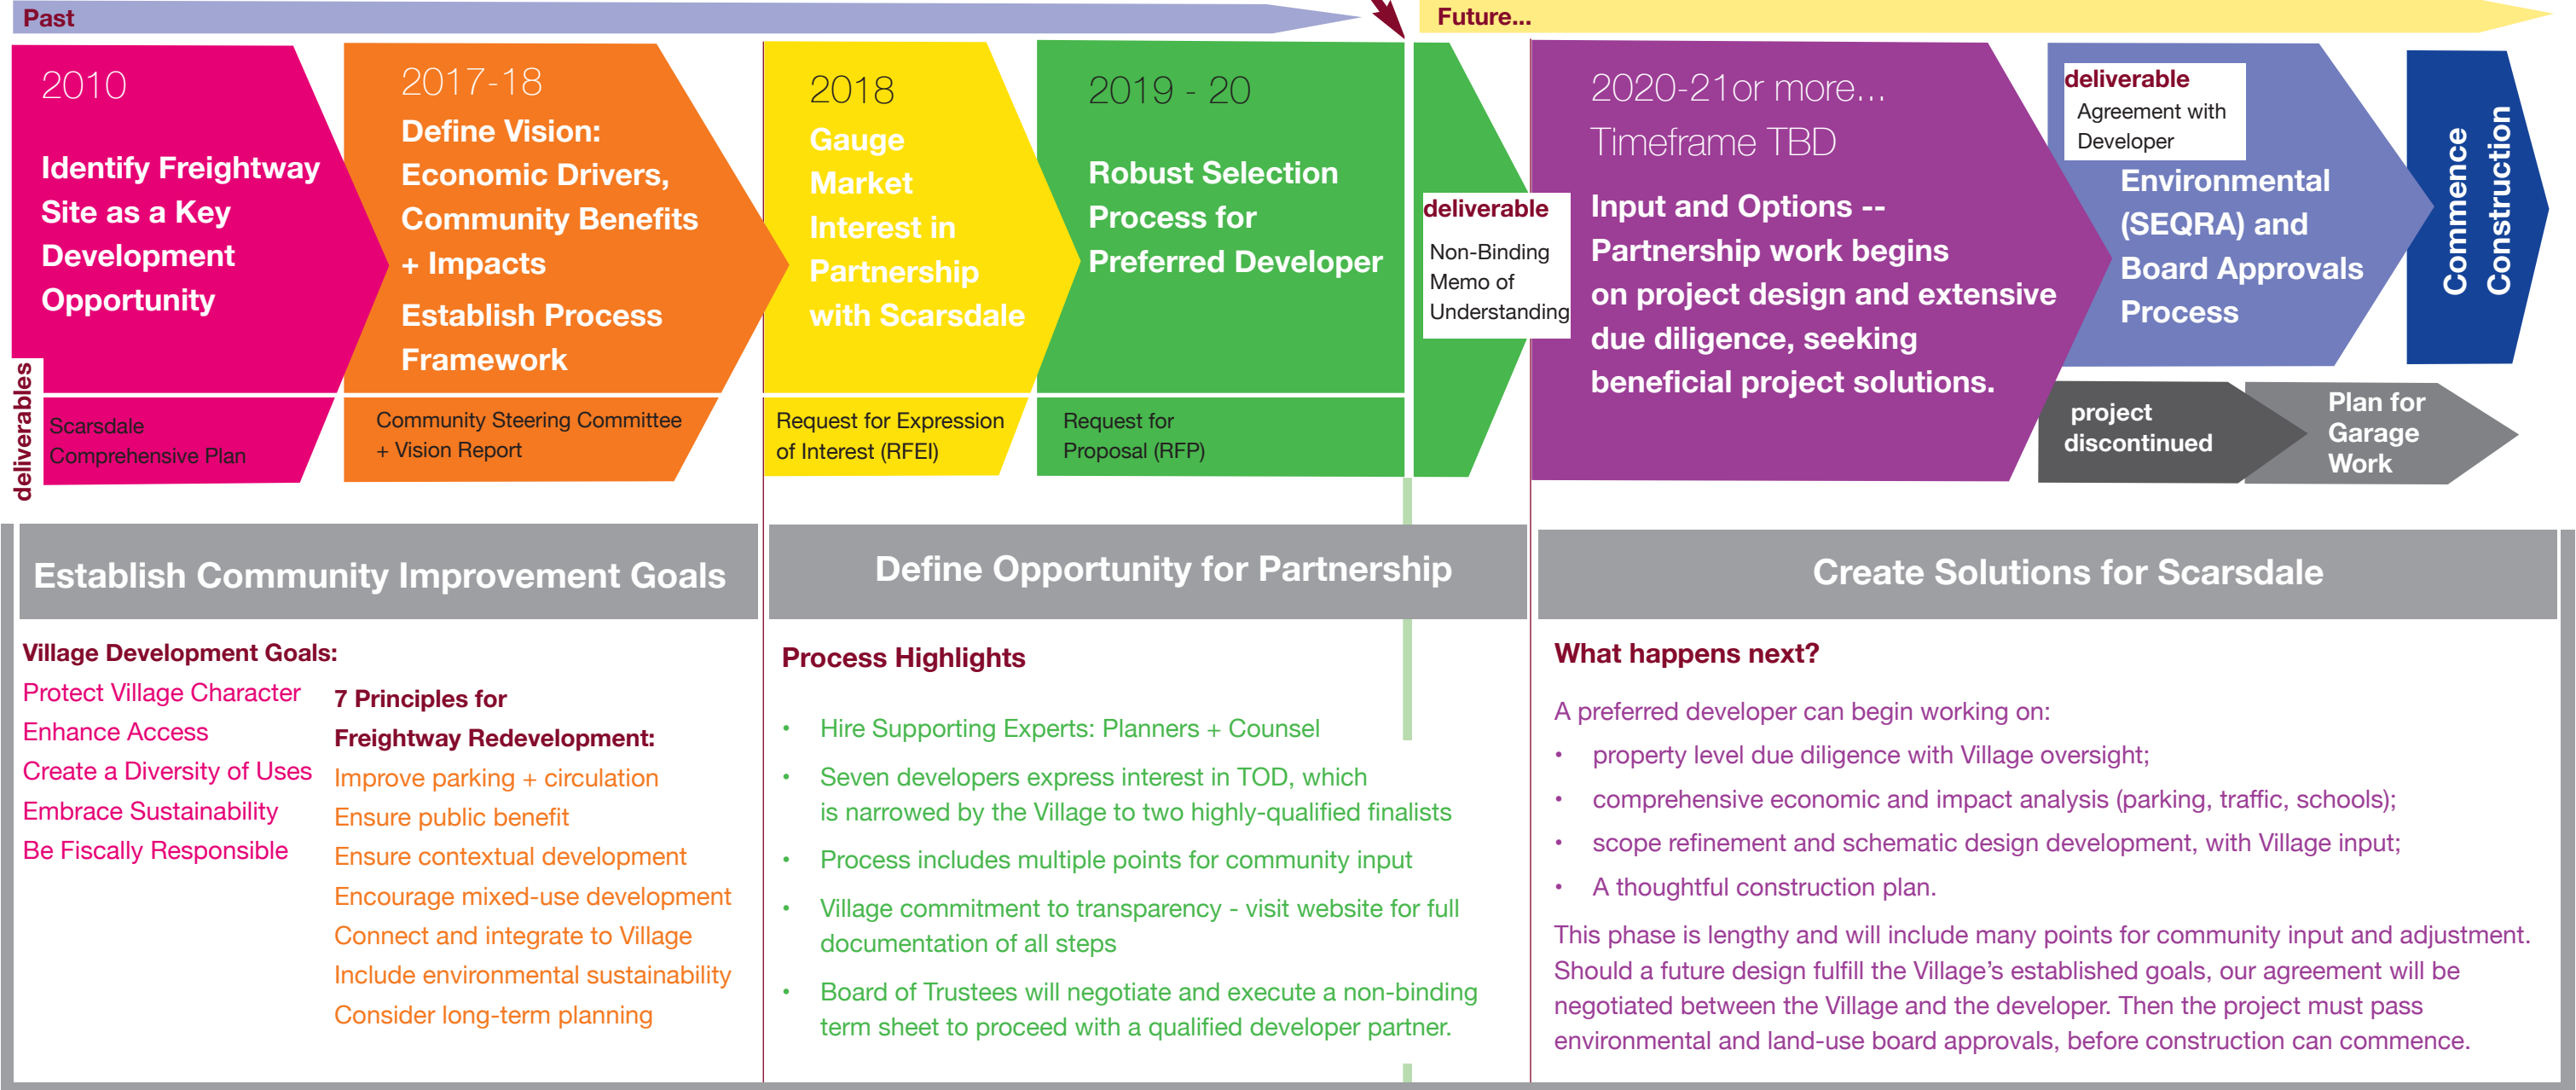 Past
Future...
2010
Identify Freightway
Site as a Key
Development
Opportunity
deliverables
Scarsdale
Comprehensive Plan
2017-18
Define Vision:
Economic Drivers,
Community Benefits
+ Impacts
Establish Process
Framework
Community Steering Committee
+ Vision Report
2018
Gauge
Market
Interest in
Partnership
with Scarsdale
Request for Expression
of Interest (RFEI)
2019 - 20
Robust Selection
Process for
Preferred Developer
Request for
Proposal (RFP)
deliverable
Non-Binding
Memo of
Understanding
2020-21or more...
Timeframe TBD
Input and Options --
Partnership work begins
on project design and extensive
due diligence, seeking
beneficial project solutions.
deliverable
Agreement with
Developer
Environmental
(SEQRA) and
Board Approvals
Process
Commence
Construction
project
discontinued
Plan for
Garage
Work
Establish Community Improvement Goals
Village Development Goals:
Protect Village Character
Enhance Access
Create a Diversity of Uses
Embrace Sustainability
Be Fiscally Responsible
7 Principles for
Freightway Redevelopment:
Improve parking + circulation
Ensure public benefit
Ensure contextual development
Encourage mixed-use development
Connect and integrate to Village
Include environmental sustainability
Consider long-term planning
Define Opportunity for Partnership
Process Highlights
• Hire Supporting Experts: Planners + Counsel
• Seven developers express interest in TOD, which
is narrowed by the Village to two highly-qualified finalists
• Process includes multiple points for community input
• Village commitment to transparency - visit website for full
documentation of all steps
• Board of Trustees will negotiate and execute a non-binding
term sheet to proceed with a qualified developer partner.
Create Solutions for Scarsdale
What happens next?
A preferred developer can begin working on:
• property level due diligence with Village oversight;
• comprehensive economic and impact analysis (parking, traffic, schools);
• scope refinement and schematic design development, with Village input;
• A thoughtful construction plan.
This phase is lengthy and will include many points for community input and adjustment.
Should a future design fulfill the Village's established goals, our agreement will be
negotiated between the Village and the developer. Then the project must pass
environmental and land-use board approvals, before construction can commence.